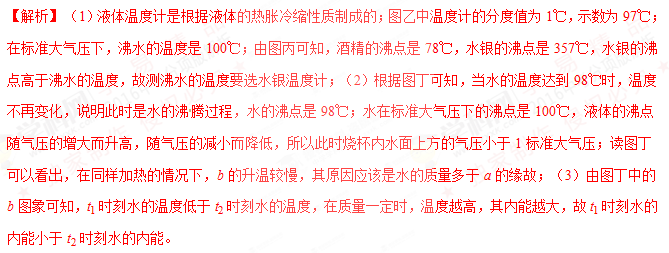 【解析】（1）液体温度计是根据液体的热胀冷缩性质制成的；图乙中温度计的分度值为 1℃，示数为 97℃；
在标准大气压下，沸水的温度是 100℃；由图丙可知，酒精的沸点是 78℃，水银的沸点是 357℃，水银的沸
点高于沸水的温度，故测沸水的温度要选水银温度计；（2）根据图丁可知，当水的温度达到 98℃时，温度
不再变化，说明此时是水的沸腾过程，水的沸点是 98℃；水在标准大气压下的沸点是 100℃，液体的沸点
随气压的增大而升高，随气压的减小而降低，所以此时烧杯内水面上方的气压小于 1 标准大气压；读图丁
可以看出，在同样加热的情况下，b 的升温较慢，其原因应该是水的质量多于 a 的缘故；（3）由图丁中的
b 图象可知，t1 时刻水的温度低于 t2 时刻水的温度，在质量一定时，温度越高，其内能越大，故 t1 时刻水的
内能小于 t2 时刻水的内能。